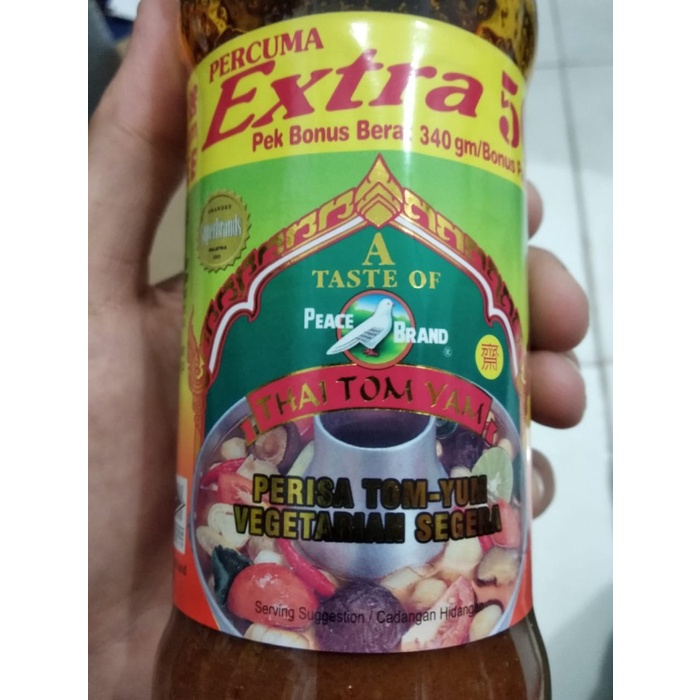 PERCUMA
Extra 5
Pek Bonus Berat 340 gm/Bonus
Superbrands
A
TASTE OF
PEACE BRAND
®
齋
THAI TOM YAM
PERISA TOM-YUM
VEGETARIAN SEGERA
Serving Suggestion / Cadangan Hidangan